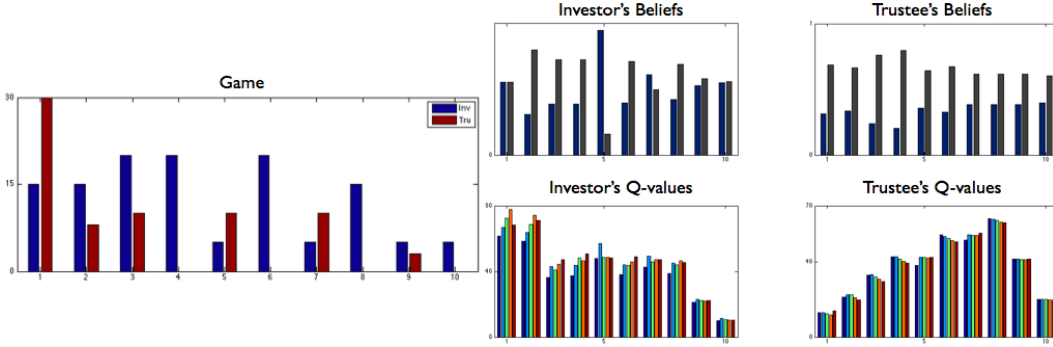 Game
30
15
0
1 2 3 4 5 6 7 8 9 10
Inv
Tru
Investor's Beliefs
0
1 5 10
Trustee's Beliefs
1
0
1 5 10
Investor's Q-values
80
40
0
1 5 10
Trustee's Q-values
70
40
0
1 5 10